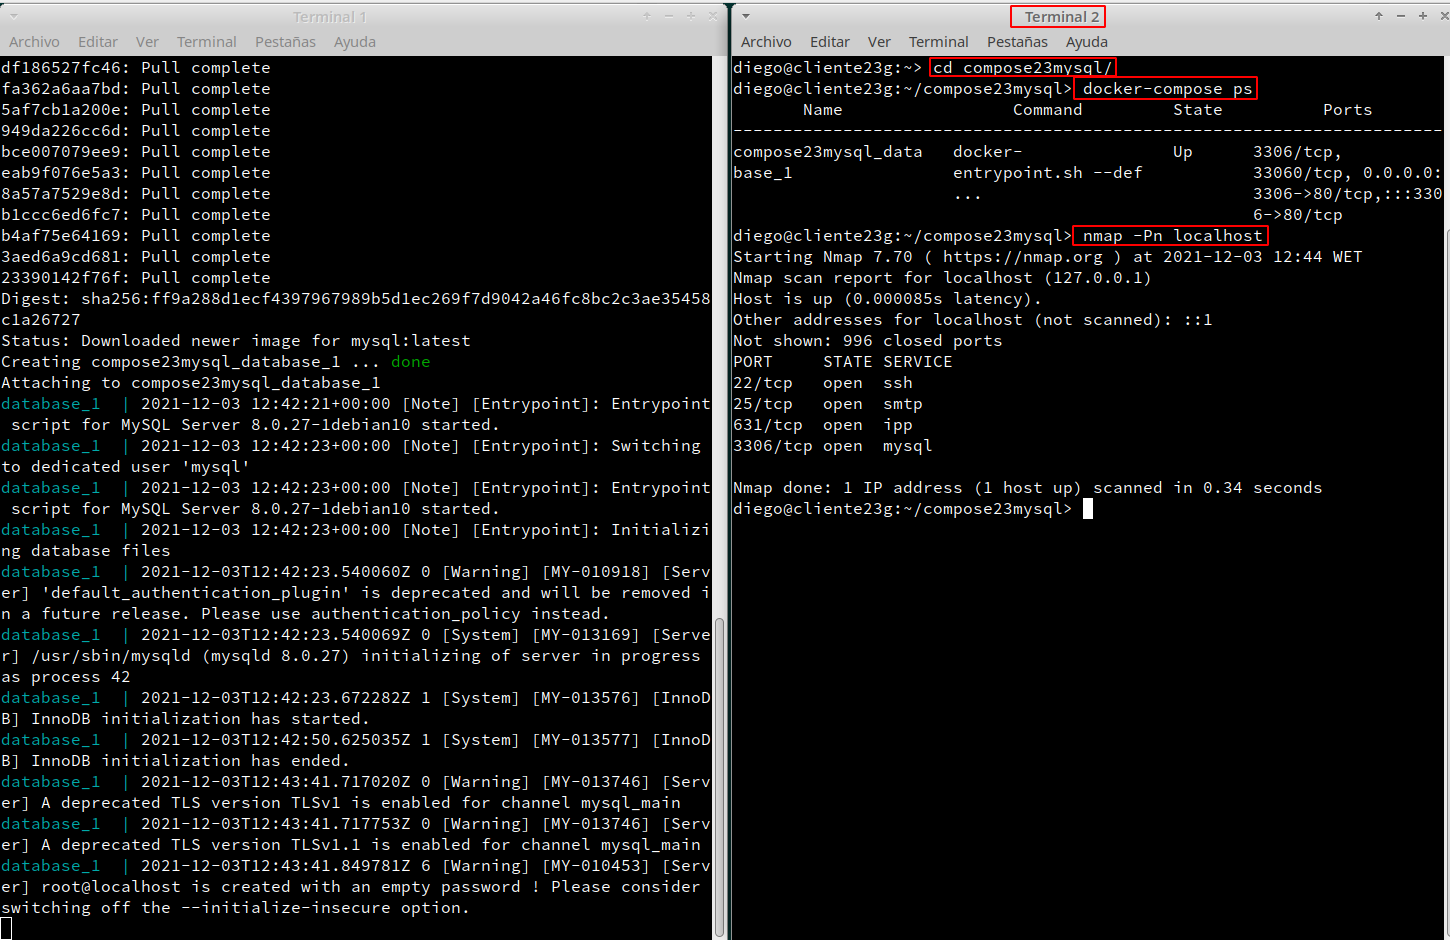 Terminal 1
Archivo Editar Ver Terminal Pestañas Ayuda
df186527fc46: Pull complete
fa362a6aa7bd: Pull complete
5af7cb1a200e: Pull complete
949da226cc6d: Pull complete
bce007079ee9: Pull complete
eab9f076e5a3: Pull complete
8a57a7529e8d: Pull complete
b1ccc6ed6fc7: Pull complete
b4af75e64169: Pull complete
3aed6a9cd681: Pull complete
23390142f76f: Pull complete
Digest: sha256:ff9a288d1ecf4397967989b5d1ec269f7d9042a46fc8bc2c3ae35458
c1a26727
Status: Downloaded newer image for mysql:latest
Creating compose23mysql_database_1 ... done
Attaching to compose23mysql_database_1
database_1  | 2021-12-03 12:42:21+00:00 [Note] [Entrypoint]: Entrypoint
 script for MySQL Server 8.0.27-1debian10 started.
database_1  | 2021-12-03 12:42:23+00:00 [Note] [Entrypoint]: Switching
to dedicated user 'mysql'
database_1  | 2021-12-03 12:42:23+00:00 [Note] [Entrypoint]: Entrypoint
 script for MySQL Server 8.0.27-1debian10 started.
database_1  | 2021-12-03 12:42:23+00:00 [Note] [Entrypoint]: Initializi
ng database files
database_1  | 2021-12-03T12:42:23.540060Z 0 [Warning] [MY-010918] [Serv
er] 'default_authentication_plugin' is deprecated and will be removed i
n a future release. Please use authentication_policy instead.
database_1  | 2021-12-03T12:42:23.540069Z 0 [System] [MY-013169] [Serve
r] /usr/sbin/mysqld (mysqld 8.0.27) initializing of server in progress
as process 42
database_1  | 2021-12-03T12:42:23.672282Z 1 [System] [MY-013576] [InnoD
B] InnoDB initialization has started.
database_1  | 2021-12-03T12:42:50.625035Z 1 [System] [MY-013577] [InnoD
B] InnoDB initialization has ended.
database_1  | 2021-12-03T12:43:41.717020Z 0 [Warning] [MY-013746] [Serv
er] A deprecated TLS version TLSv1 is enabled for channel mysql_main
database_1  | 2021-12-03T12:43:41.717753Z 0 [Warning] [MY-013746] [Serv
er] A deprecated TLS version TLSv1.1 is enabled for channel mysql_main
database_1  | 2021-12-03T12:43:41.849781Z 6 [Warning] [MY-010453] [Serv
er] root@localhost is created with an empty password ! Please consider
switching off the --initialize-insecure option.
Terminal 2
Archivo Editar Ver Terminal Pestañas Ayuda
diego@cliente23g:~> cd compose23mysql/
diego@cliente23g:~/compose23mysql> docker-compose ps
Name Command State Ports
-----------------------------------------------------------------------
compose23mysql_data docker- Up 3306/tcp,
base_1 entrypoint.sh --def 33060/tcp, 0.0.0.0:
... 3306->80/tcp,:::330
6->80/tcp
diego@cliente23g:~/compose23mysql> nmap -Pn localhost
Starting Nmap 7.70 ( https://nmap.org ) at 2021-12-03 12:44 WET
Nmap scan report for localhost (127.0.0.1)
Host is up (0.000085s latency).
Other addresses for localhost (not scanned): ::1
Not shown: 996 closed ports
PORT STATE SERVICE
22/tcp open ssh
25/tcp open smtp
631/tcp open ipp
3306/tcp open mysql
Nmap done: 1 IP address (1 host up) scanned in 0.34 seconds
diego@cliente23g:~/compose23mysql>